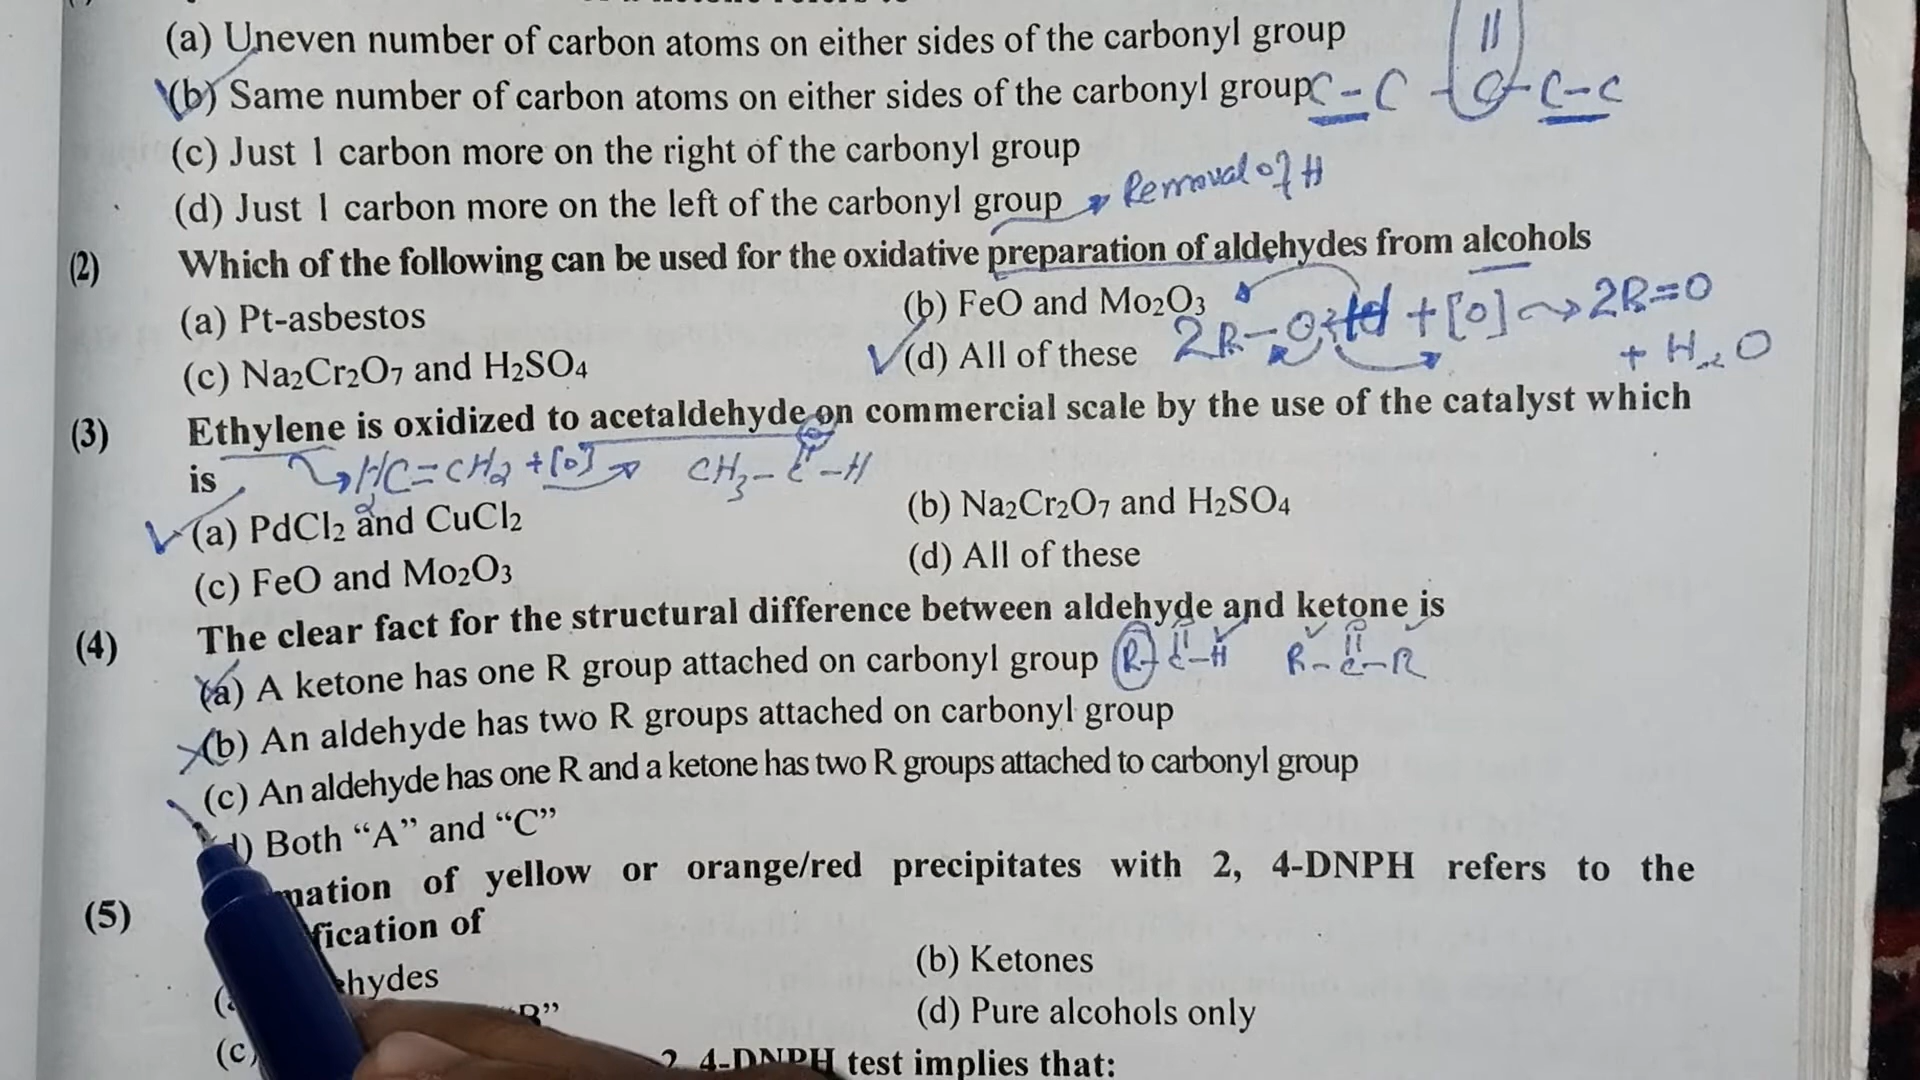 (a) Uneven number of carbon atoms on either sides of the carbonyl group
(b) Same number of carbon atoms on either sides of the carbonyl group C - C - C - C - C
(c) Just 1 carbon more on the right of the carbonyl group
(d) Just 1 carbon more on the left of the carbonyl group Removal of H
(2) Which of the following can be used for the oxidative preparation of aldehydes from alcohols
(a) Pt-asbestos (b) FeO and Mo2O3 + [O] 2R=O
(c) Na2Cr2O7 and H2SO4 (d) All of these 2R-O + H2O
(3) Ethylene is oxidized to acetaldehyde on commercial scale by the use of the catalyst which
is H2C=CH2 + [O] CH3-C-H
(a) PdCl2 and CuCl2 (b) Na2Cr2O7 and H2SO4
(c) FeO and Mo2O3 (d) All of these
(4) The clear fact for the structural difference between aldehyde and ketone is
(a) A ketone has one R group attached on carbonyl group R-C-H R-C-R
(b) An aldehyde has two R groups attached on carbonyl group
(c) An aldehyde has one R and a ketone has two R groups attached to carbonyl group
d) Both “A” and “C”
(5) mation of yellow or orange/red precipitates with 2, 4-DNPH refers to the
fication of
hydes (b) Ketones
(c) (d) Pure alcohols only
4-DNPH test implies that: